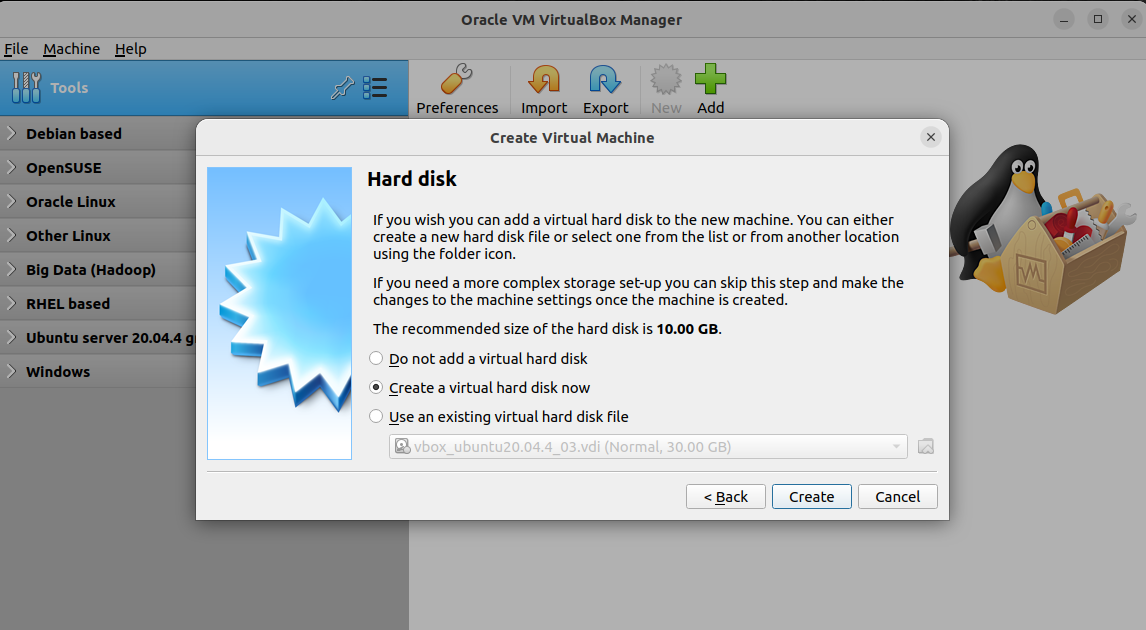 Oracle VM VirtualBox Manager
File Machine Help
Tools
Preferences Import Export New Add
Debian based
OpenSUSE
Oracle Linux
Other Linux
Big Data (Hadoop)
RHEL based
Ubuntu server 20.04.4
Windows
Create Virtual Machine
Hard disk
If you wish you can add a virtual hard disk to the new machine. You can either
create a new hard disk file or select one from the list or from another location
using the folder icon.
If you need a more complex storage set-up you can skip this step and make the
changes to the machine settings once the machine is created.
The recommended size of the hard disk is 10.00 GB.
Do not add a virtual hard disk
Create a virtual hard disk now
Use an existing virtual hard disk file
vbox_ubuntu20.04.4_03.vdi (Normal, 30.00 GB)
< Back Create Cancel